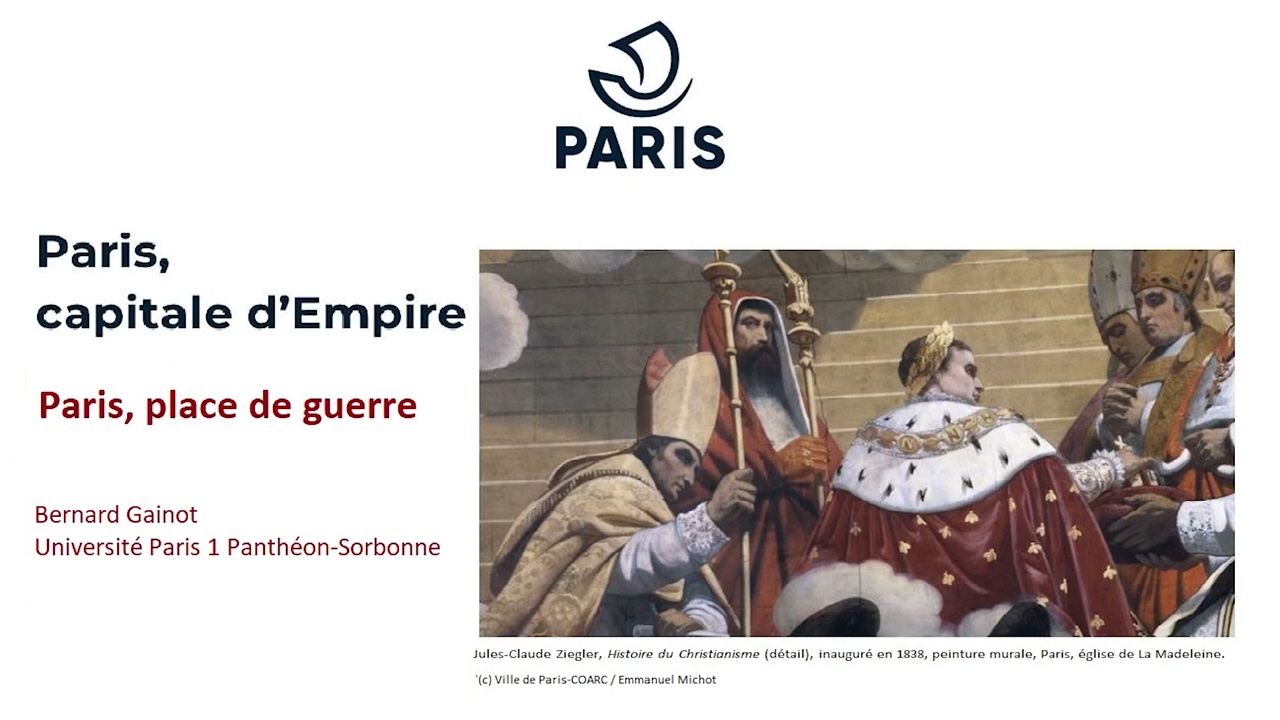 PARIS
Paris,
capitale d’Empire
Paris, place de guerre
Bernard Gainot
Université Paris 1 Panthéon-Sorbonne
Jules-Claude Ziegler, Histoire du Christianisme (détail), inauguré en 1838, peinture murale, Paris, église de La Madeleine.
(c) Ville de Paris-COARC / Emmanuel Michot